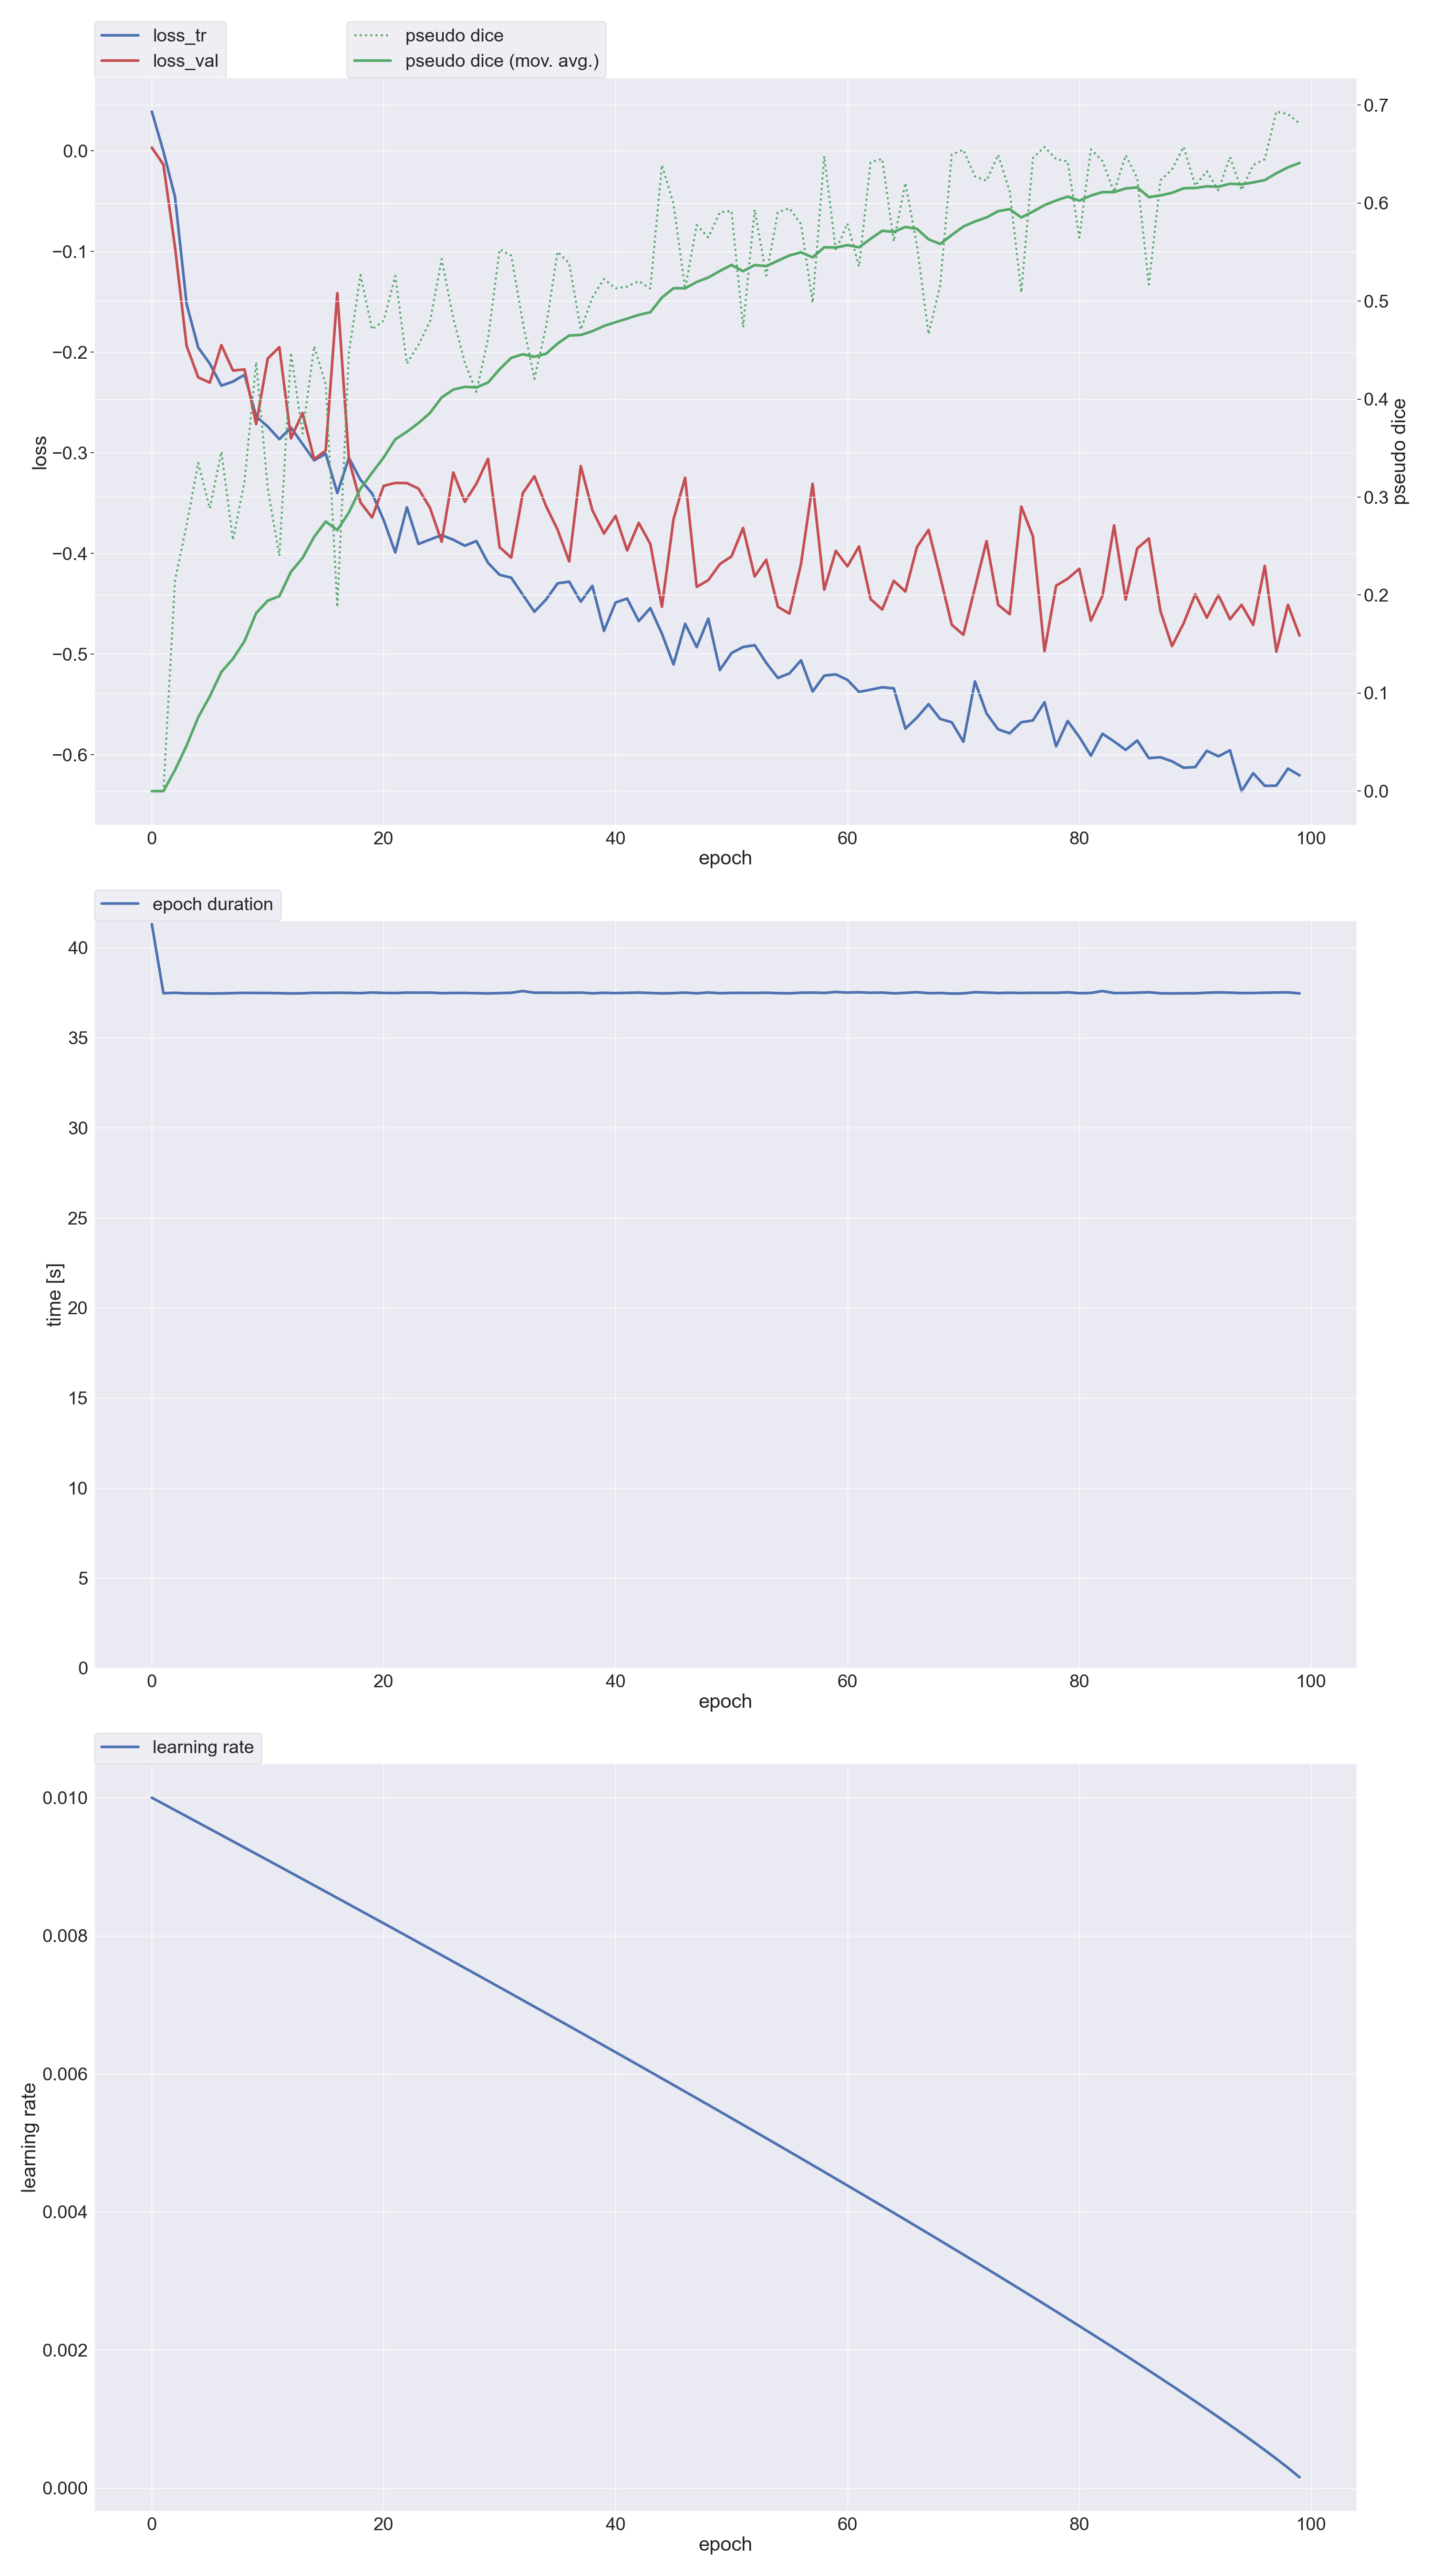 loss_tr
loss_val
pseudo dice
pseudo dice (mov. avg.)
0.0
−0.1
−0.2
−0.3
−0.4
−0.5
−0.6
loss
0.7
0.6
0.5
0.4
0.3
0.2
0.1
0.0
pseudo dice
0 20 40 60 80 100
epoch
epoch duration
40
35
30
25
20
15
10
5
0
time [s]
0 20 40 60 80 100
epoch
learning rate
0.010
0.008
0.006
0.004
0.002
0.000
learning rate
0 20 40 60 80 100
epoch